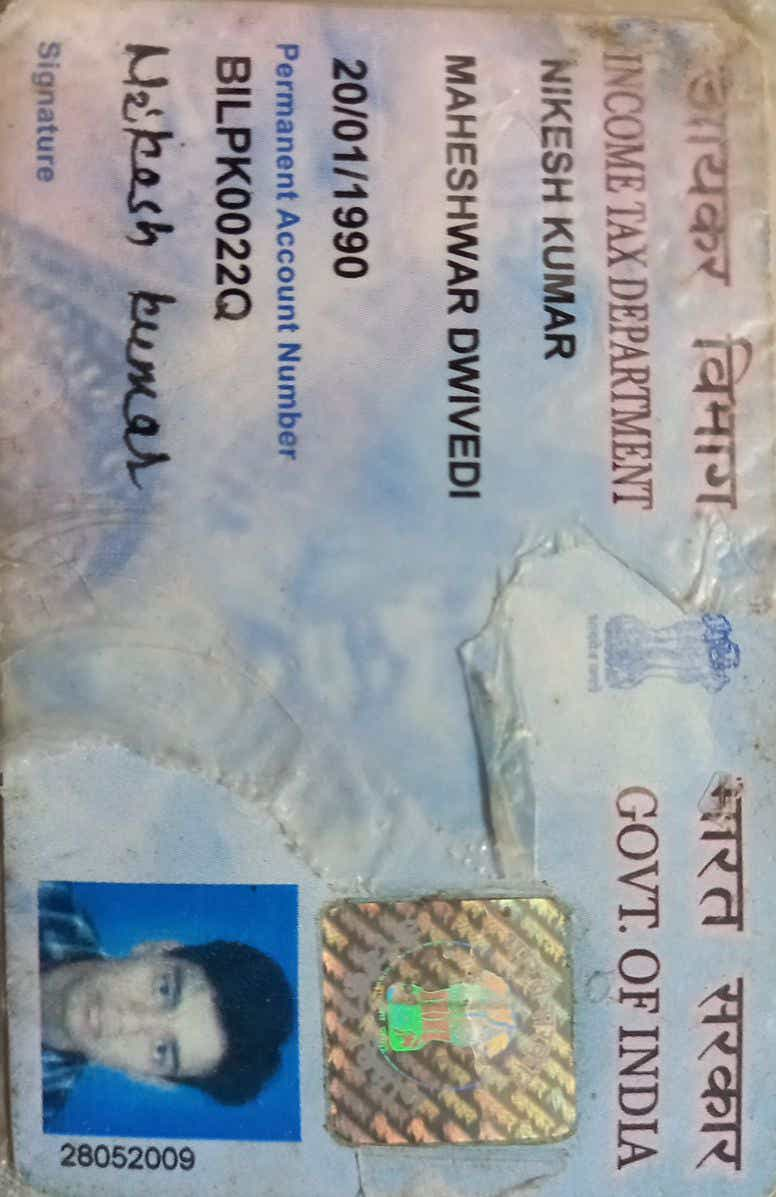 आयकर विभाग
INCOME TAX DEPARTMENT
भारत सरकार
GOVT. OF INDIA
NIKESH KUMAR
MAHESHWAR DWIVEDI
20/01/1990
Permanent Account Number
BILPK0022Q
Neikesh kumar
Signature
28052009